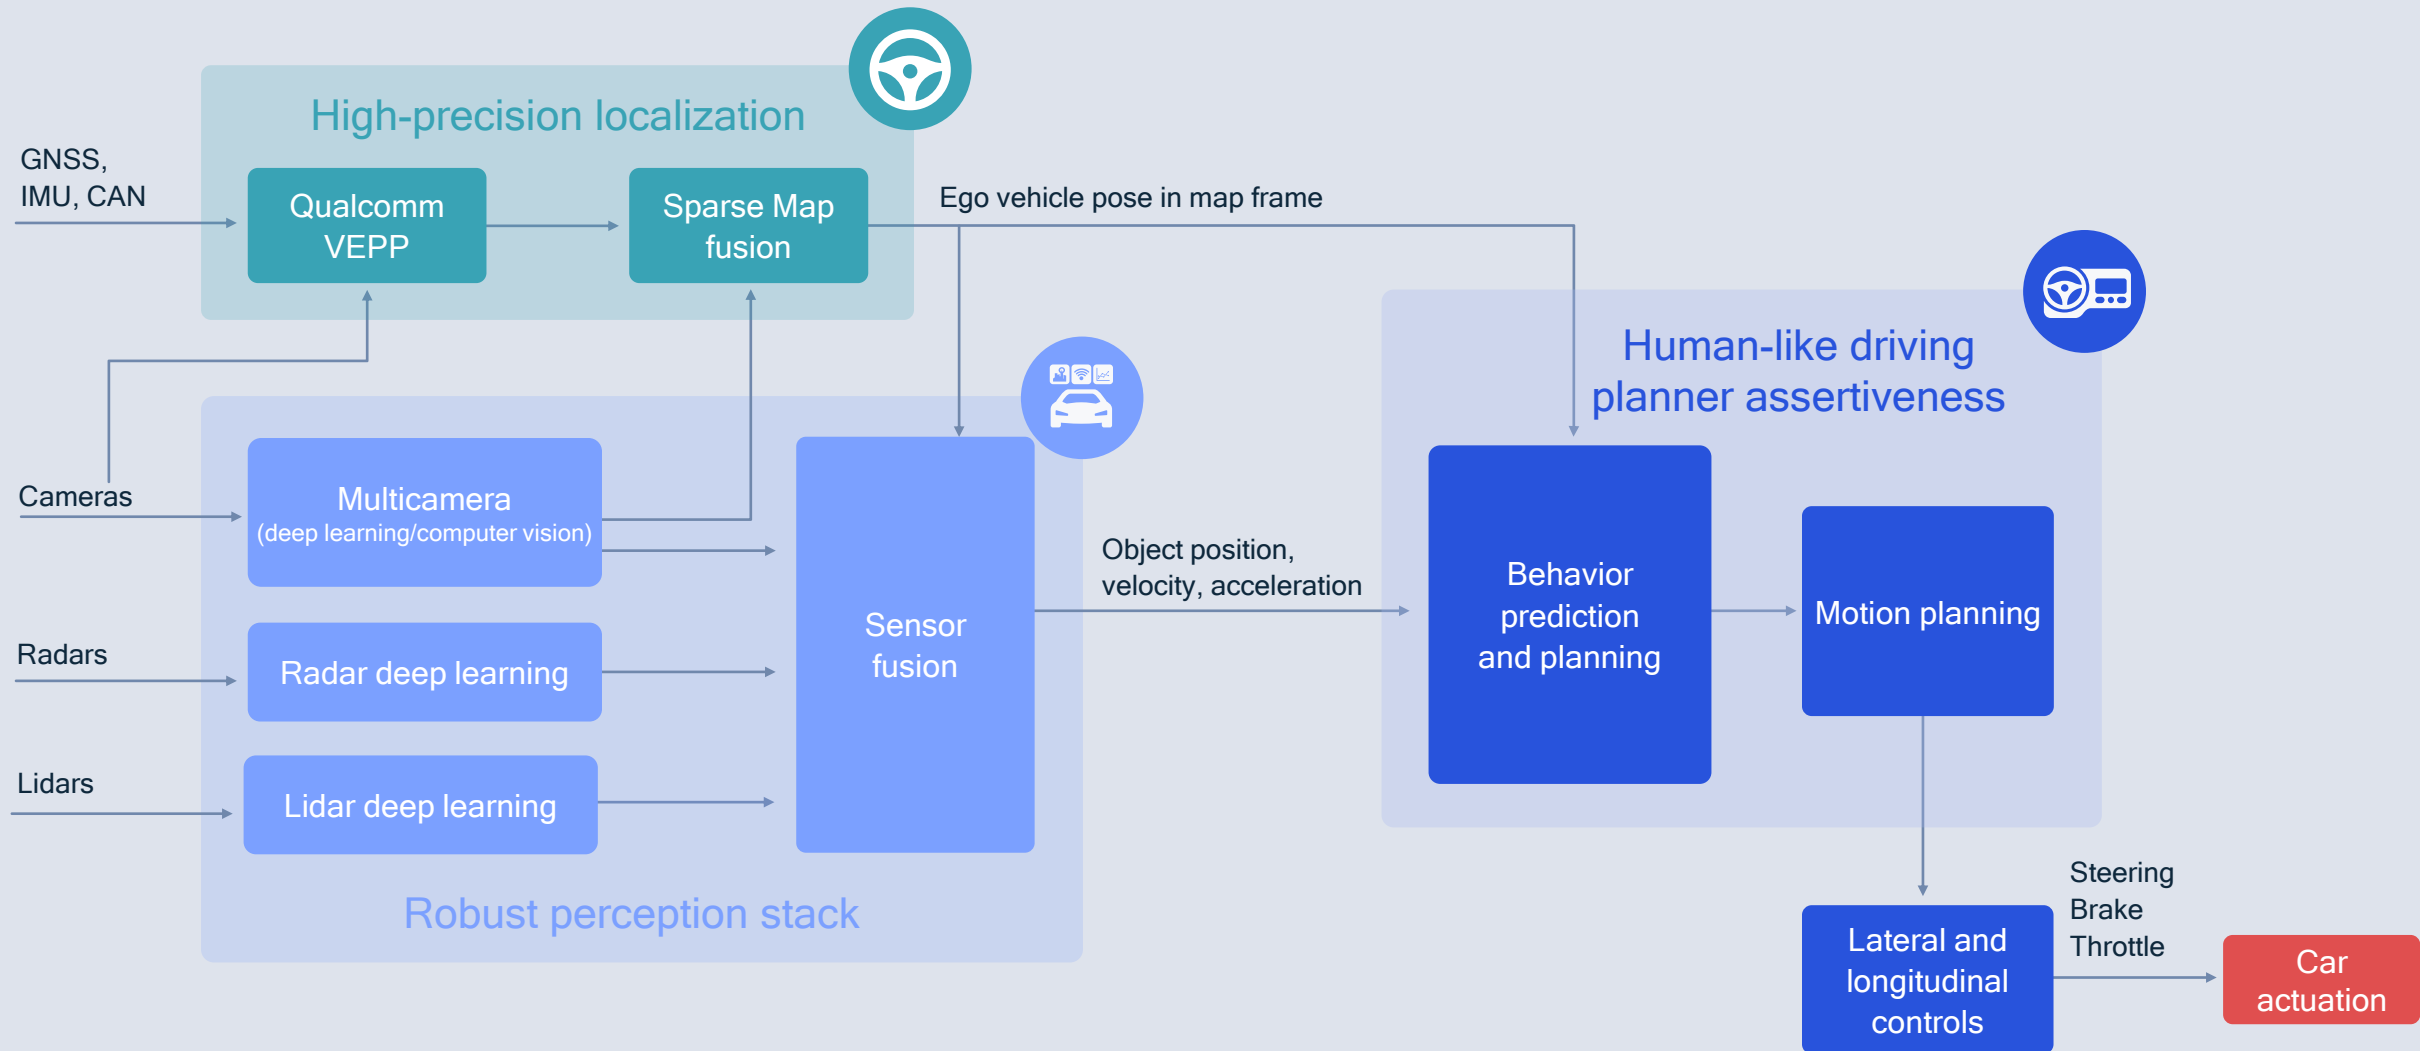 High-precision localization
GNSS,
IMU, CAN
Qualcomm
VEPP
Sparse Map
fusion
Ego vehicle pose in map frame
Human-like driving
planner assertiveness
Cameras
Multicamera
(deep learning/computer vision)
Radars
Radar deep learning
Lidars
Lidar deep learning
Sensor
fusion
Robust perception stack
Object position,
velocity, acceleration
Behavior
prediction
and planning
Motion planning
Lateral and
longitudinal
controls
Steering
Brake
Throttle
Car
actuation